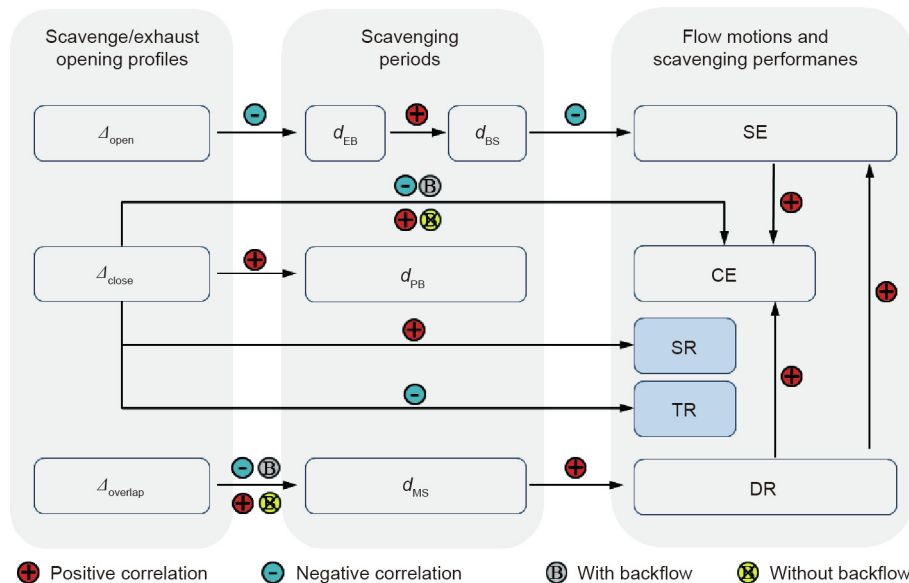 Scavenge/exhaust
opening profiles
Scavenging
periods
Flow motions and
scavenging performanes
Δopen
-
dEB
+
dBS
-
SE
- B
+ B
+
+
Δclose
+
dPB
CE
+
SR
+
-
TR
Δoverlap
- B
+ B
dMS
+
DR
+ Positive correlation
- Negative correlation
B With backflow
B Without backflow